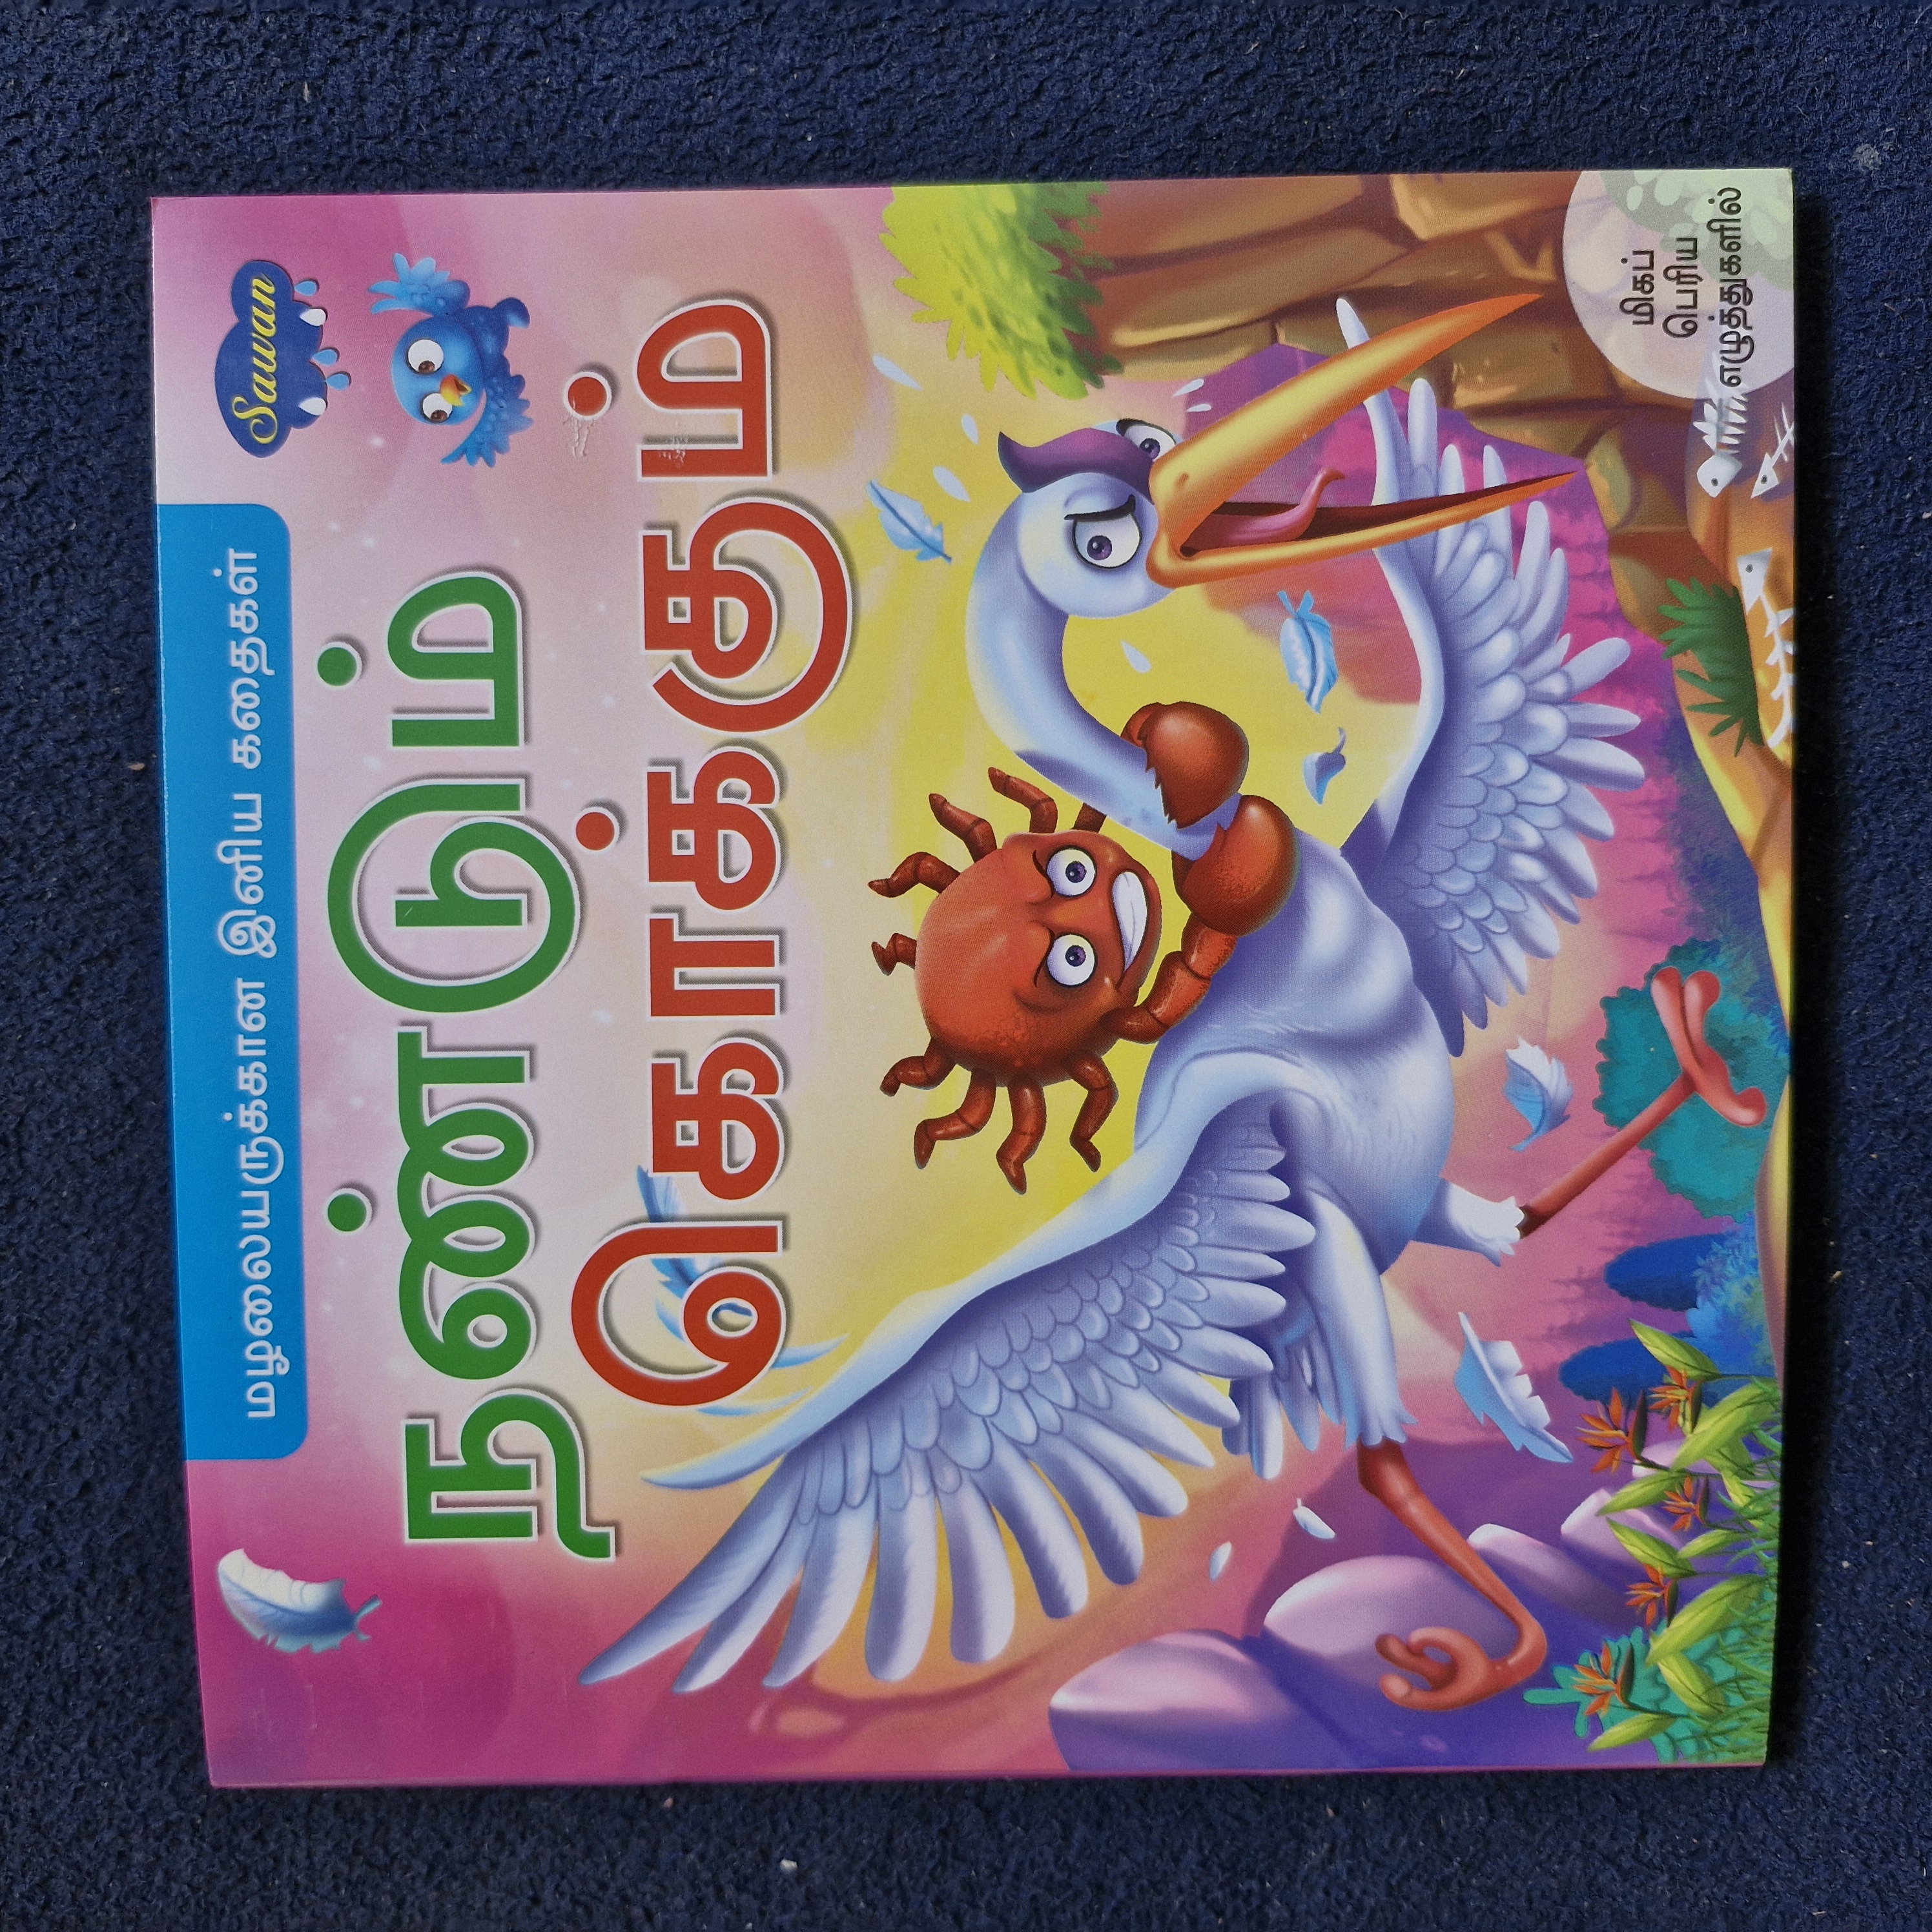 மழலையருக்கான இனிய கதைகள்
Sawan
நண்டும்
கொக்கும்
மிகப்
பெரிய
எழுத்துகளில்